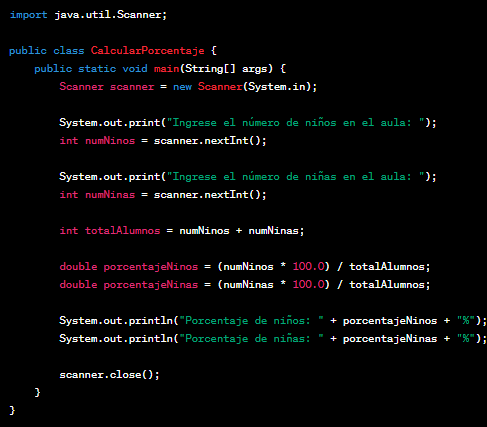 import java.util.Scanner;
public class CalcularPorcentaje {
public static void main(String[] args) {
Scanner scanner = new Scanner(System.in);
System.out.print("Ingrese el número de niños en el aula: ");
int numNinos = scanner.nextInt();
System.out.print("Ingrese el número de niñas en el aula: ");
int numNinas = scanner.nextInt();
int totalAlumnos = numNinos + numNinas;
double porcentajeNinos = (numNinos * 100.0) / totalAlumnos;
double porcentajeNinas = (numNinas * 100.0) / totalAlumnos;
System.out.println("Porcentaje de niños: " + porcentajeNinos + "%");
System.out.println("Porcentaje de niñas: " + porcentajeNinas + "%");
scanner.close();
}
}